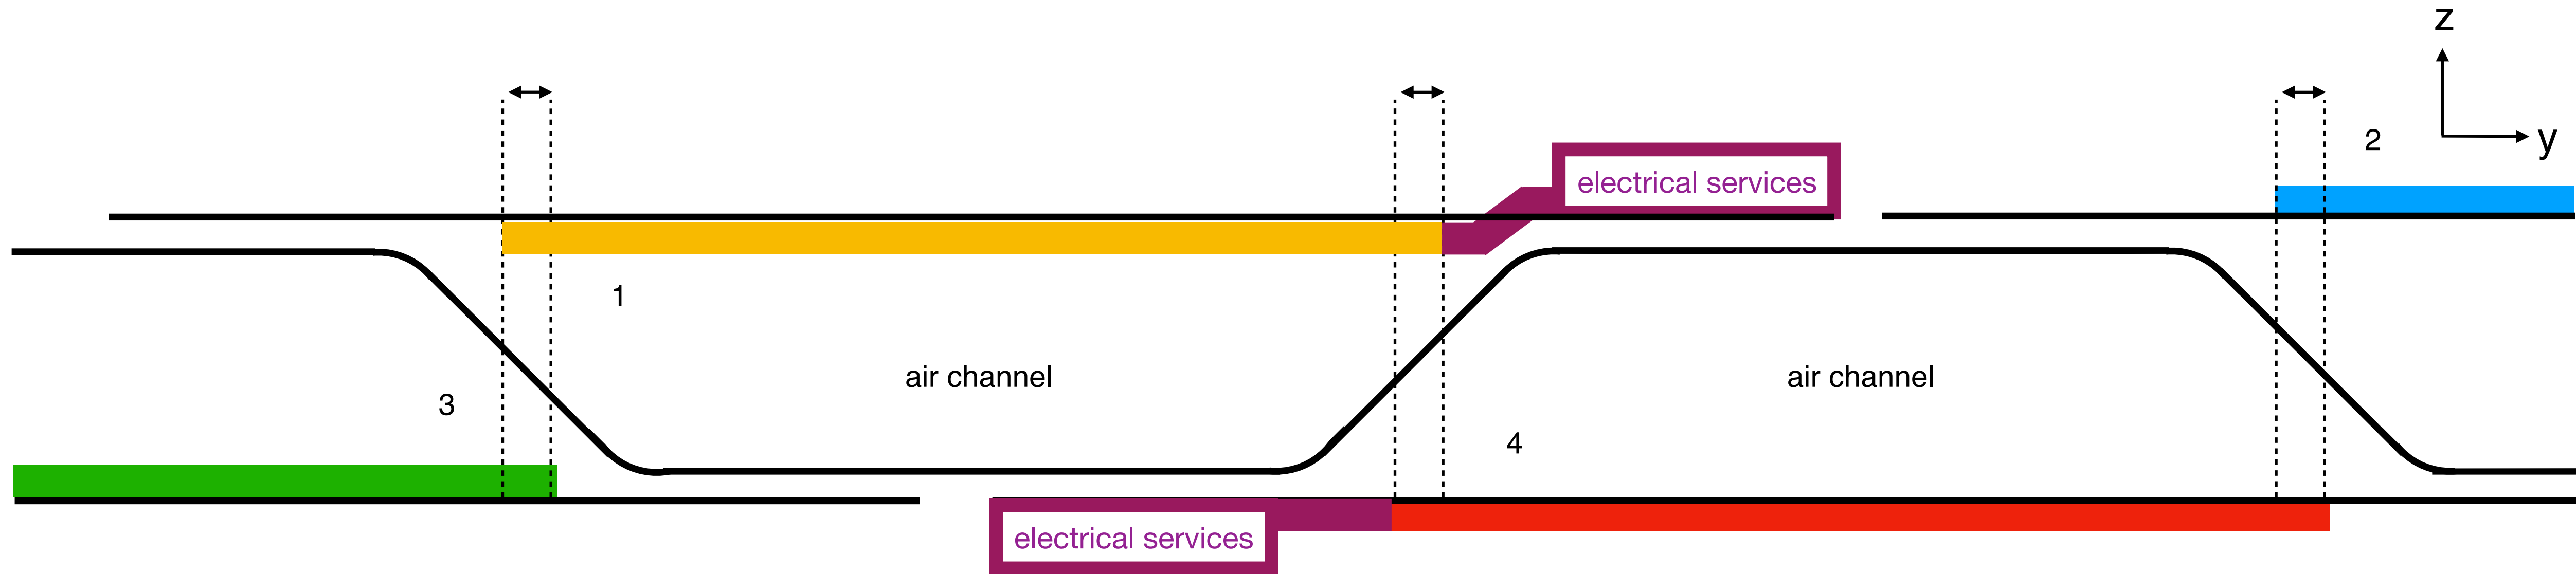 z
2
y
electrical services
1
air channel
air channel
3
4
electrical services